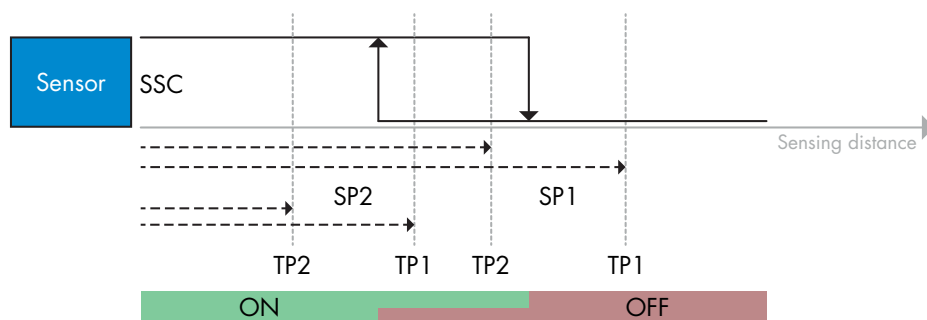 Sensor
SSC
Sensing distance
SP2
SP1
TP2
TP1
TP2
TP1
ON
OFF